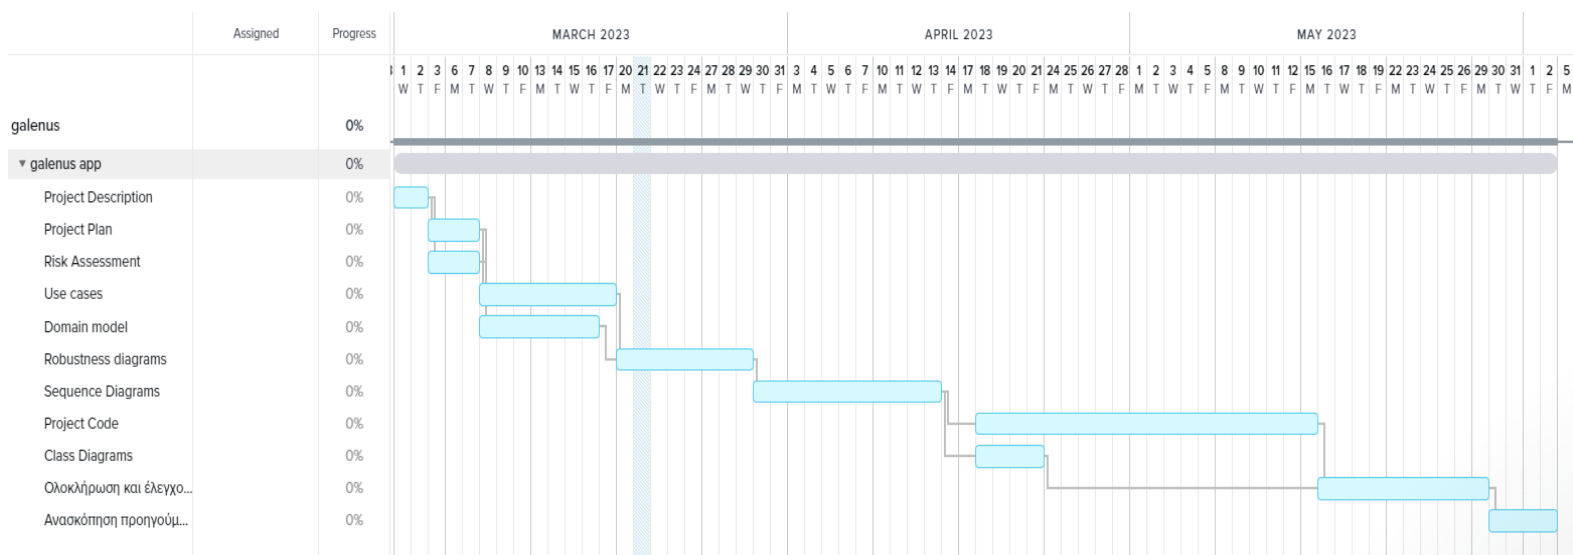 Assigned Progress MARCH 2023 APRIL 2023 MAY 2023
1 2 3 6 7 8 9 10 13 14 15 16 17 20 21 22 23 24 27 28 29 30 31 3 4 5 6 7 10 11 12 13 14 17 18 19 20 21 24 25 26 27 28 1 2 3 4 5 8 9 10 11 12 15 16 17 18 19 22 23 24 25 26 29 30 31 1 2 5
W T F M T W T F M T W T F M T W T F M T W T F M T W T F M T W T F M T W T F M T W T F M T W T F M T W T F M T W T F M T W T F M T W T F M
galenus 0%
▼ galenus app 0%
Project Description 0%
Project Plan 0%
Risk Assessment 0%
Use cases 0%
Domain model 0%
Robustness diagrams 0%
Sequence Diagrams 0%
Project Code 0%
Class Diagrams 0%
Ολοκλήρωση και έλεγχο... 0%
Ανασκόπηση προηγούμ... 0%